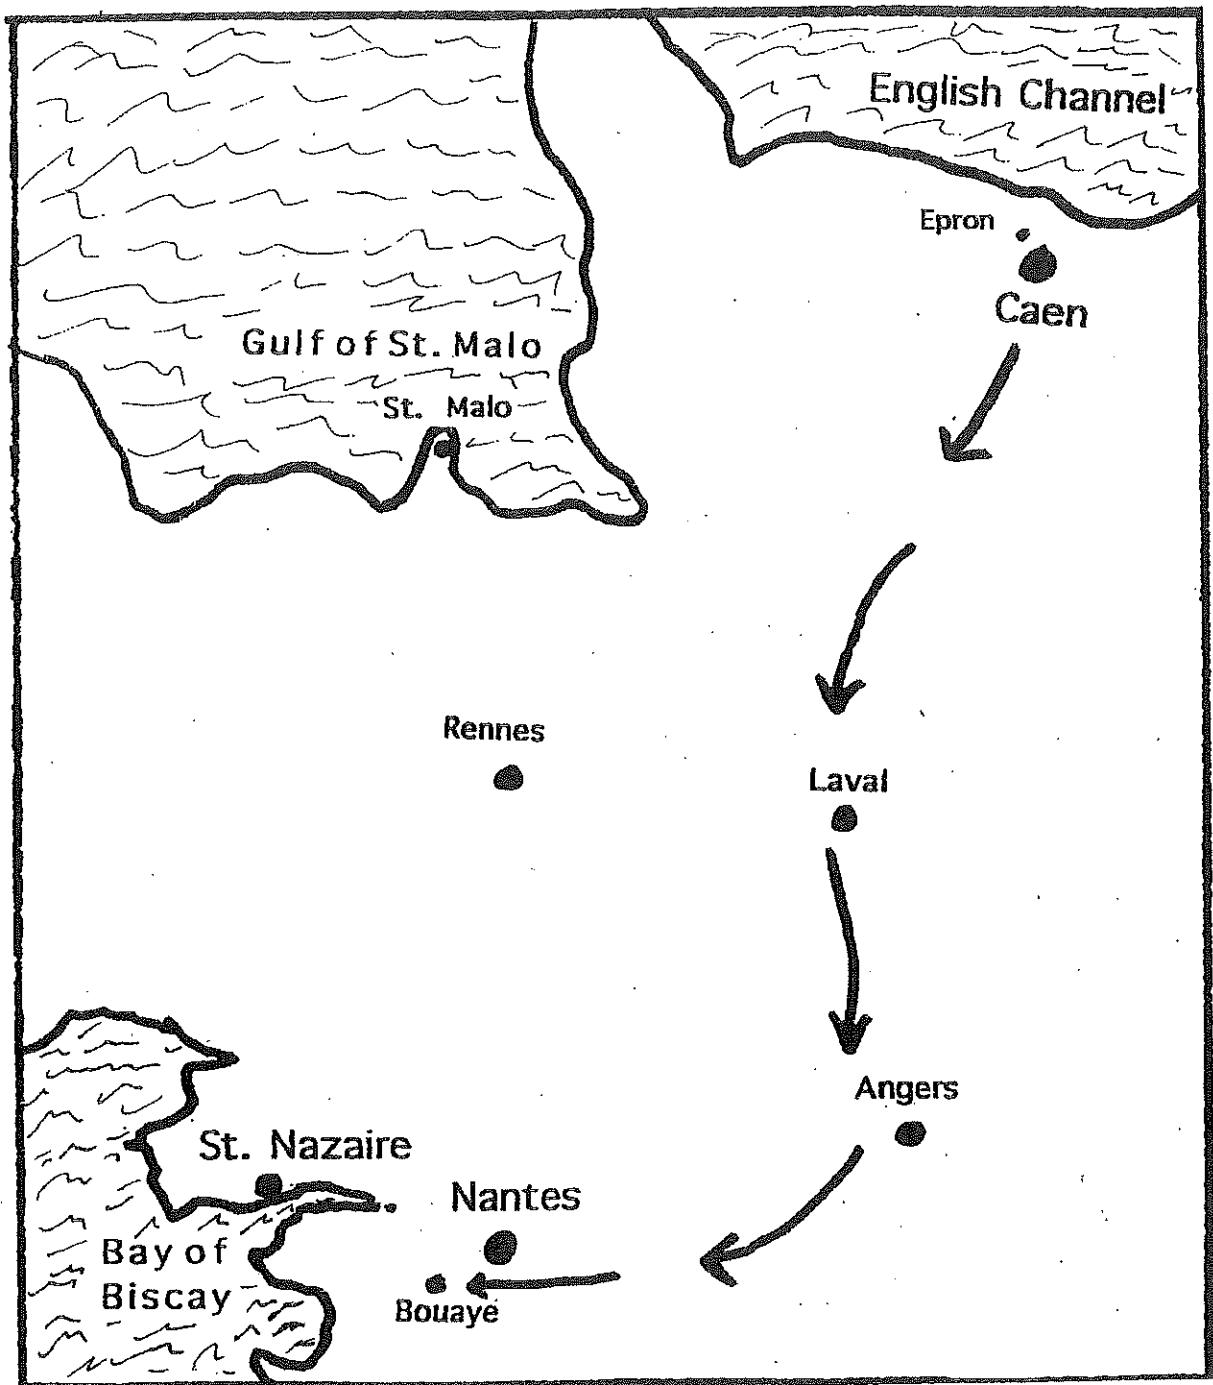 English Channel
Epron
Caen
Gulf of St. Malo
St. Malo
Rennes
Laval
Angers
St. Nazaire
Nantes
Bay of
Biscay
Bouaye